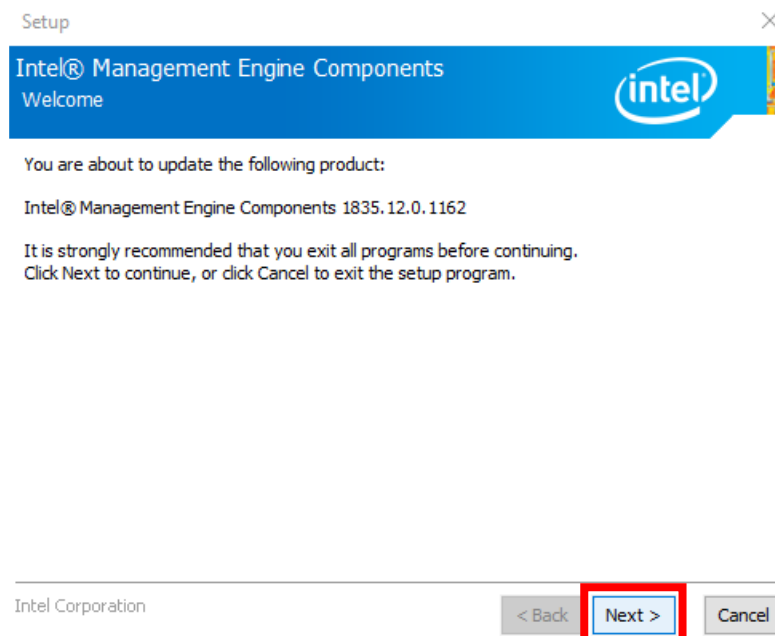 Setup
Intel® Management Engine Components
Welcome
intel
You are about to update the following product:
Intel® Management Engine Components 1835.12.0.1162
It is strongly recommended that you exit all programs before continuing.
Click Next to continue, or click Cancel to exit the setup program.
Intel Corporation
< Back Next > Cancel